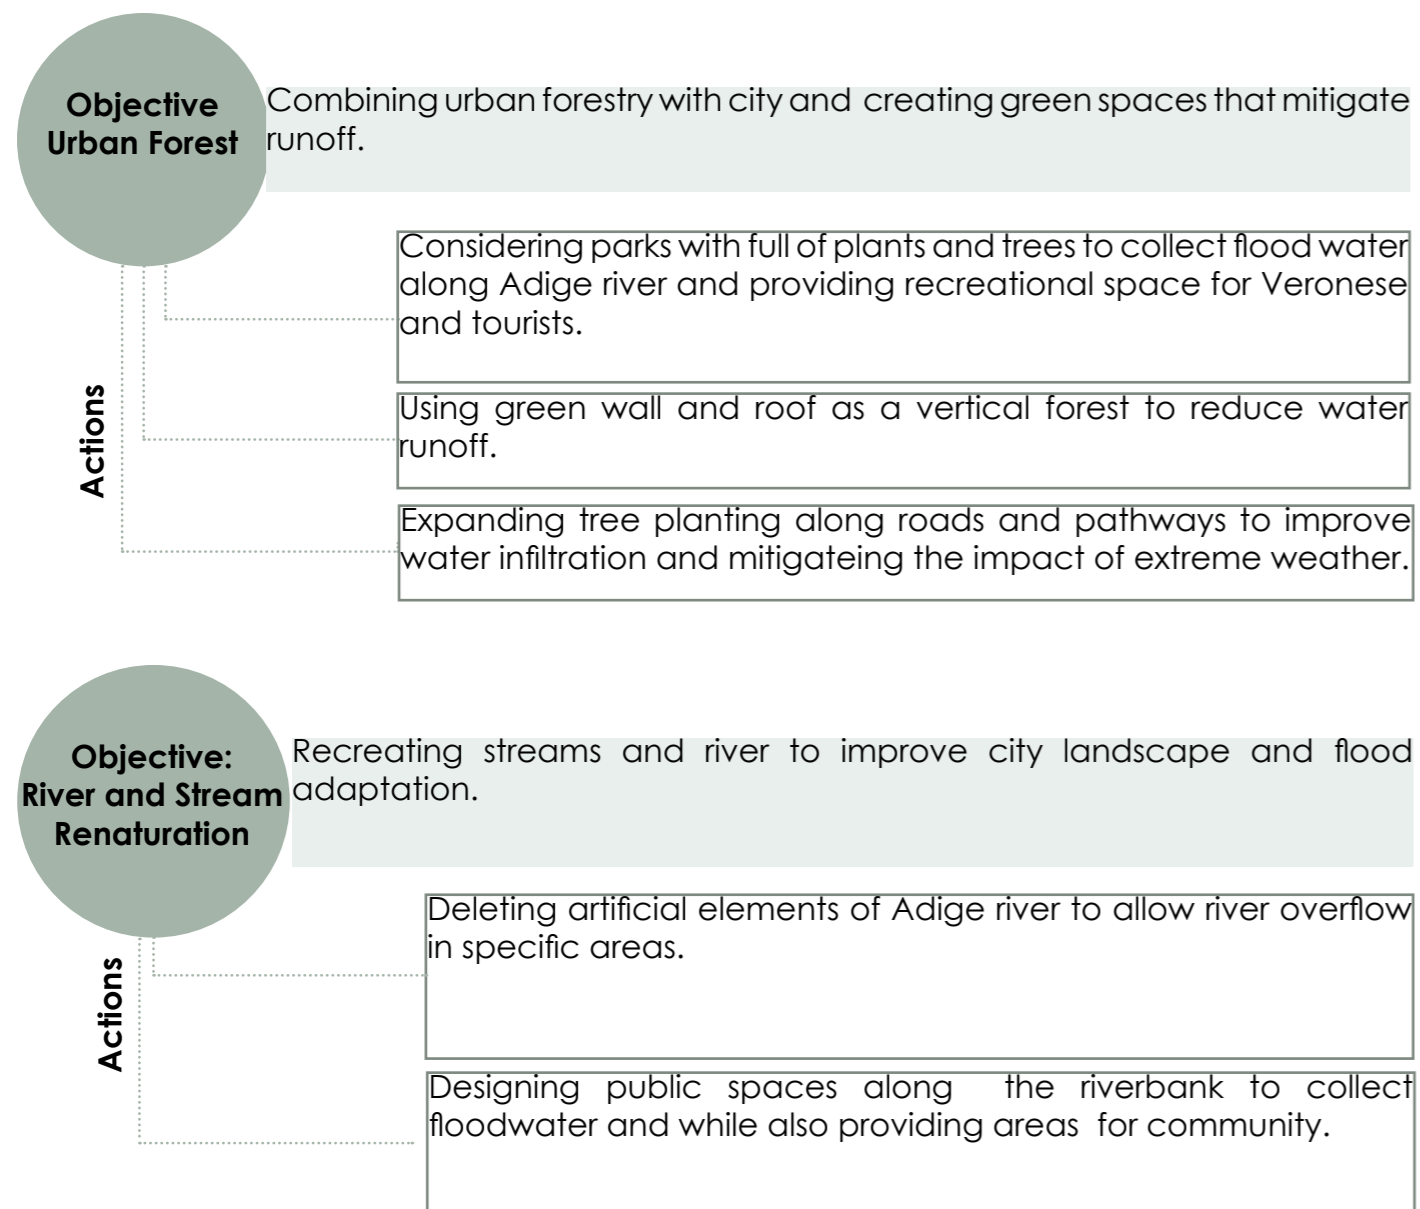 Objective
Urban Forest
Combining urban forestry with city and creating green spaces that mitigate
runoff.
Considering parks with full of plants and trees to collect flood water
along Adige river and providing recreational space for Veronese
and tourists.
Actions
Using green wall and roof as a vertical forest to reduce water
runoff.
Expanding tree planting along roads and pathways to improve
water infiltration and mitigateing the impact of extreme weather.
Objective:
River and Stream
Renaturation
Recreating streams and river to improve city landscape and flood
adaptation.
Deleting artificial elements of Adige river to allow river overflow
in specific areas.
Actions
Designing public spaces along the riverbank to collect
floodwater and while also providing areas for community.